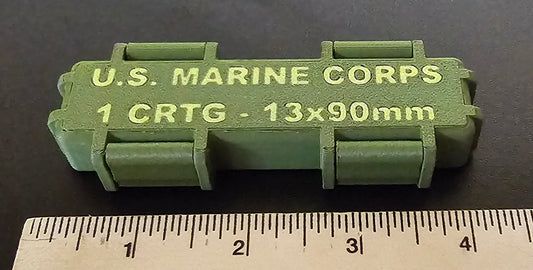 U.S. MARINE CORPS
1 CRTG - 13x90mm
1 2 3 4